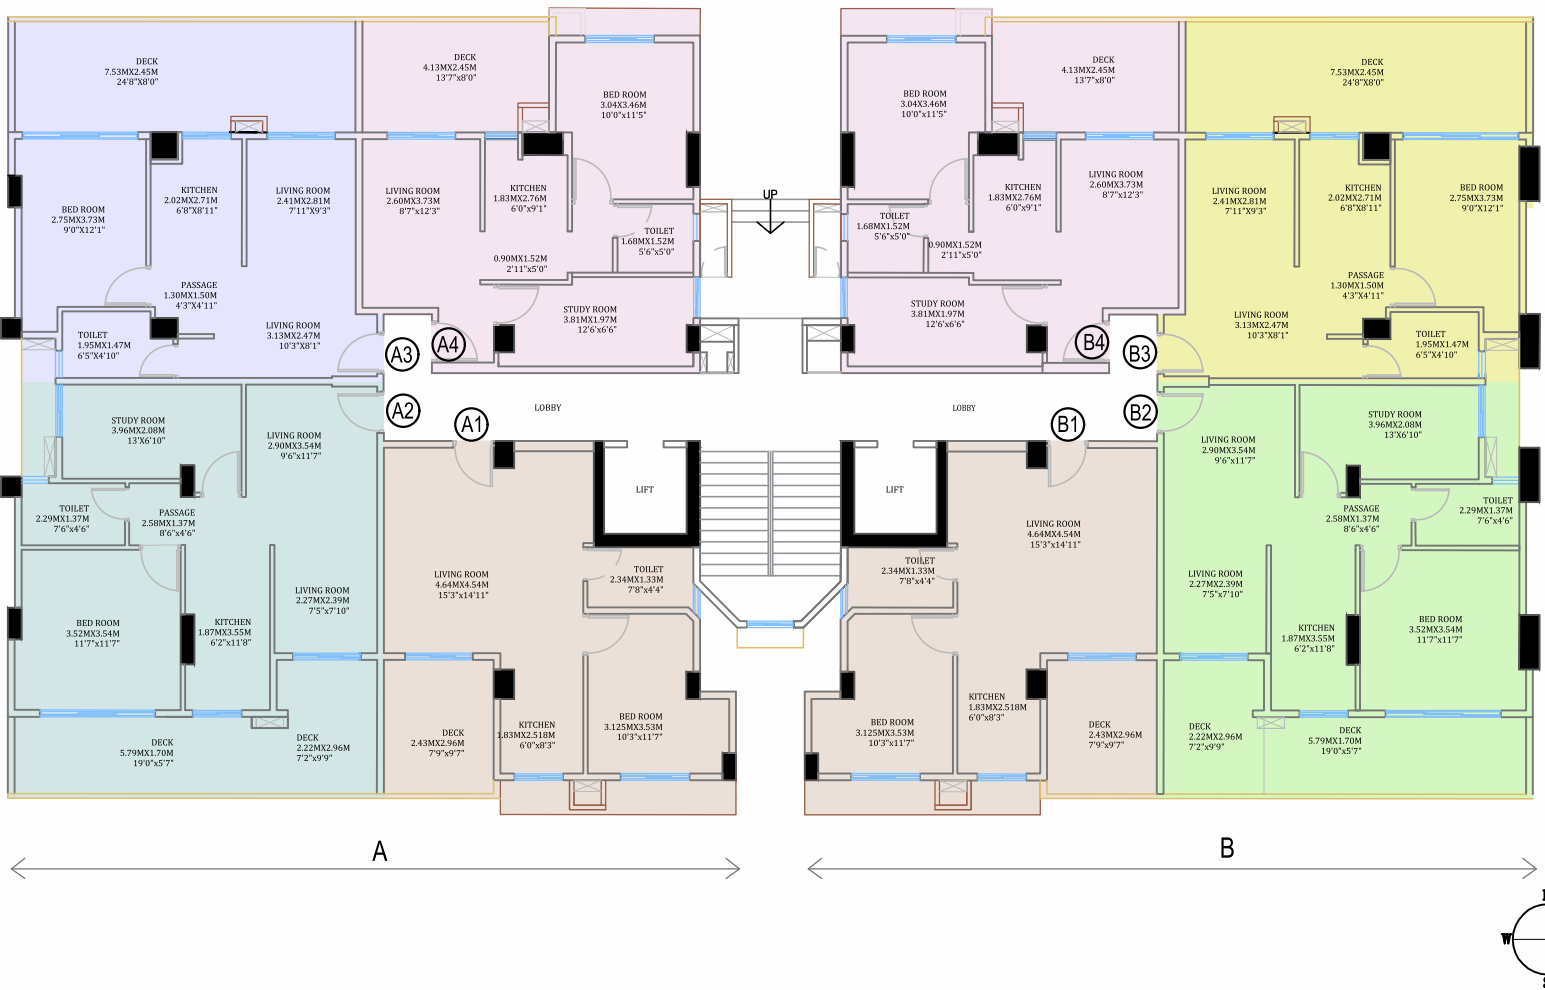 DECK
7.53MX2.45M
24'8"X8'0"
DECK
4.13MX2.45M
13'7"x8'0"
BED ROOM
3.04X3.46M
10'0"x11'5"
BED ROOM
2.75MX3.73M
9'0"X12'1"
KITCHEN
2.02MX2.71M
6'8"X8'11"
LIVING ROOM
2.41MX2.81M
7'11"X9'3"
LIVING ROOM
2.60MX3.73M
8'7"x12'3"
KITCHEN
1.83MX2.76M
6'0"x9'1"
TOILET
1.68MX1.52M
5'6"x5'0"
0.90MX1.52M
2'11"x5'0"
PASSAGE
1.30MX1.50M
4'3"X4'11"
STUDY ROOM
3.81MX1.97M
12'6"x6'6"
TOILET
1.95MX1.47M
6'5"X4'10"
LIVING ROOM
3.13MX2.47M
10'3"X8'1"
A3
A4
A2
A1
LOBBY
STUDY ROOM
3.96MX2.08M
13'X6'10"
LIVING ROOM
2.90MX3.54M
9'6"x11'7"
TOILET
2.29MX1.37M
7'6"x4'6"
PASSAGE
2.58MX1.37M
8'6"x4'6"
LIFT
LIVING ROOM
4.64MX4.54M
15'3"x14'11"
TOILET
2.34MX1.33M
7'8"x4'4"
LIVING ROOM
2.27MX2.39M
7'5"x7'10"
BED ROOM
3.52MX3.54M
11'7"x11'7"
KITCHEN
1.87MX3.55M
6'2"x11'8"
DECK
5.79MX1.70M
19'0"x5'7"
DECK
2.22MX2.96M
7'2"x9'9"
DECK
2.43MX2.96M
7'9"x9'7"
KITCHEN
1.83MX2.518M
6'0"x8'3"
BED ROOM
3.125MX3.53M
10'3"x11'7"
UP
BED ROOM
3.04X3.46M
10'0"x11'5"
DECK
4.13MX2.45M
13'7"x8'0"
DECK
7.53MX2.45M
24'8"X8'0"
KITCHEN
1.83MX2.76M
6'0"x9'1"
LIVING ROOM
2.60MX3.73M
8'7"x12'3"
LIVING ROOM
2.41MX2.81M
7'11"X9'3"
KITCHEN
2.02MX2.71M
6'8"X8'11"
BED ROOM
2.75MX3.73M
9'0"X12'1"
TOILET
1.68MX1.52M
5'6"x5'0"
0.90MX1.52M
2'11"x5'0"
PASSAGE
1.30MX1.50M
4'3"X4'11"
STUDY ROOM
3.81MX1.97M
12'6"x6'6"
LIVING ROOM
3.13MX2.47M
10'3"X8'1"
TOILET
1.95MX1.47M
6'5"X4'10"
B4
B3
B2
B1
LOBBY
LIVING ROOM
2.90MX3.54M
9'6"x11'7"
STUDY ROOM
3.96MX2.08M
13'X6'10"
LIFT
LIVING ROOM
4.64MX4.54M
15'3"x14'11"
PASSAGE
2.58MX1.37M
8'6"x4'6"
TOILET
2.29MX1.37M
7'6"x4'6"
TOILET
2.34MX1.33M
7'8"x4'4"
LIVING ROOM
2.27MX2.39M
7'5"x7'10"
KITCHEN
1.87MX3.55M
6'2"x11'8"
BED ROOM
3.52MX3.54M
11'7"x11'7"
BED ROOM
3.125MX3.53M
10'3"x11'7"
KITCHEN
1.83MX2.518M
6'0"x8'3"
DECK
2.43MX2.96M
7'9"x9'7"
DECK
2.22MX2.96M
7'2"x9'9"
DECK
5.79MX1.70M
19'0"x5'7"
A
B
W